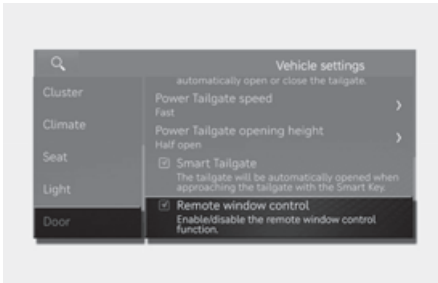 Vehicle settings
Cluster
Climate
Seat
Light
Door
automatically open or close the tailgate.
Power Tailgate speed
Fast
Power Tailgate opening height
Half open
Smart Tailgate
The tailgate will be automatically opened when
approaching the tailgate with the Smart Key.
Remote window control
Enable/disable the remote window control
function.